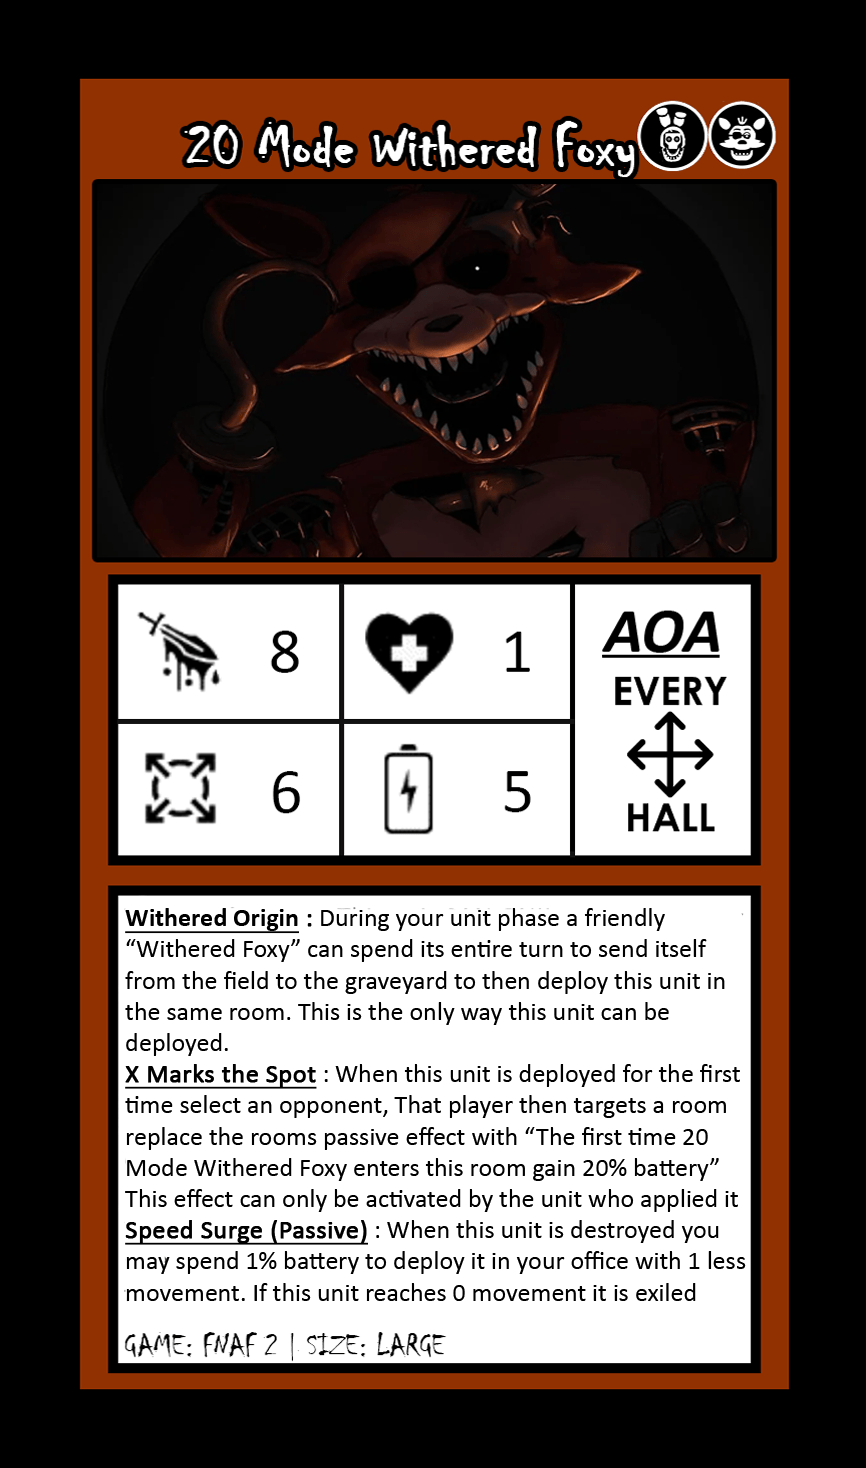 20 Mode Withered Foxy
8
1
6
5
AOA
EVERY
HALL
Withered Origin : During your unit phase a friendly
“Withered Foxy” can spend its entire turn to send itself
from the field to the graveyard to then deploy this unit in
the same room. This is the only way this unit can be
deployed.
X Marks the Spot : When this unit is deployed for the first
time select an opponent, That player then targets a room
replace the rooms passive effect with “The first time 20
Mode Withered Foxy enters this room gain 20% battery”
This effect can only be activated by the unit who applied it
Speed Surge (Passive) : When this unit is destroyed you
may spend 1% battery to deploy it in your office with 1 less
movement. If this unit reaches 0 movement it is exiled
GAME: FNAF 2 | SIZE: LARGE